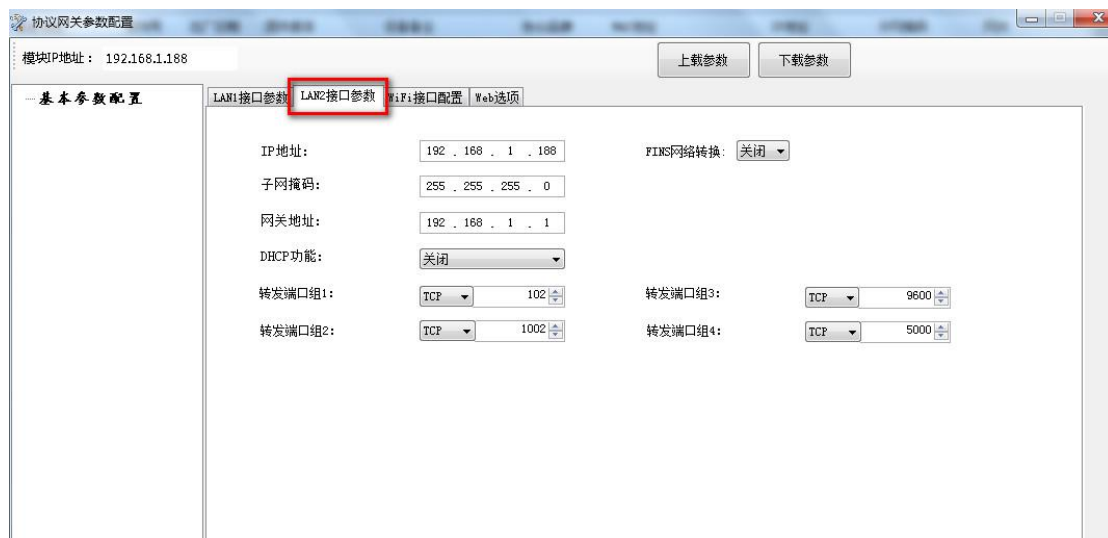 协议网关参数配置
模块IP地址： 192.168.1.188
上载参数 下载参数
基本参数配置
LAN1接口参数 LAN2接口参数 WiFi接口配置 Web选项
IP地址: 192 . 168 . 1 . 188 FINS网络转换: 关闭
子网掩码: 255 . 255 . 255 . 0
网关地址: 192 . 168 . 1 . 1
DHCP功能: 关闭
转发端口组1: TCP 102 转发端口组3: TCP 9600
转发端口组2: TCP 1002 转发端口组4: TCP 5000